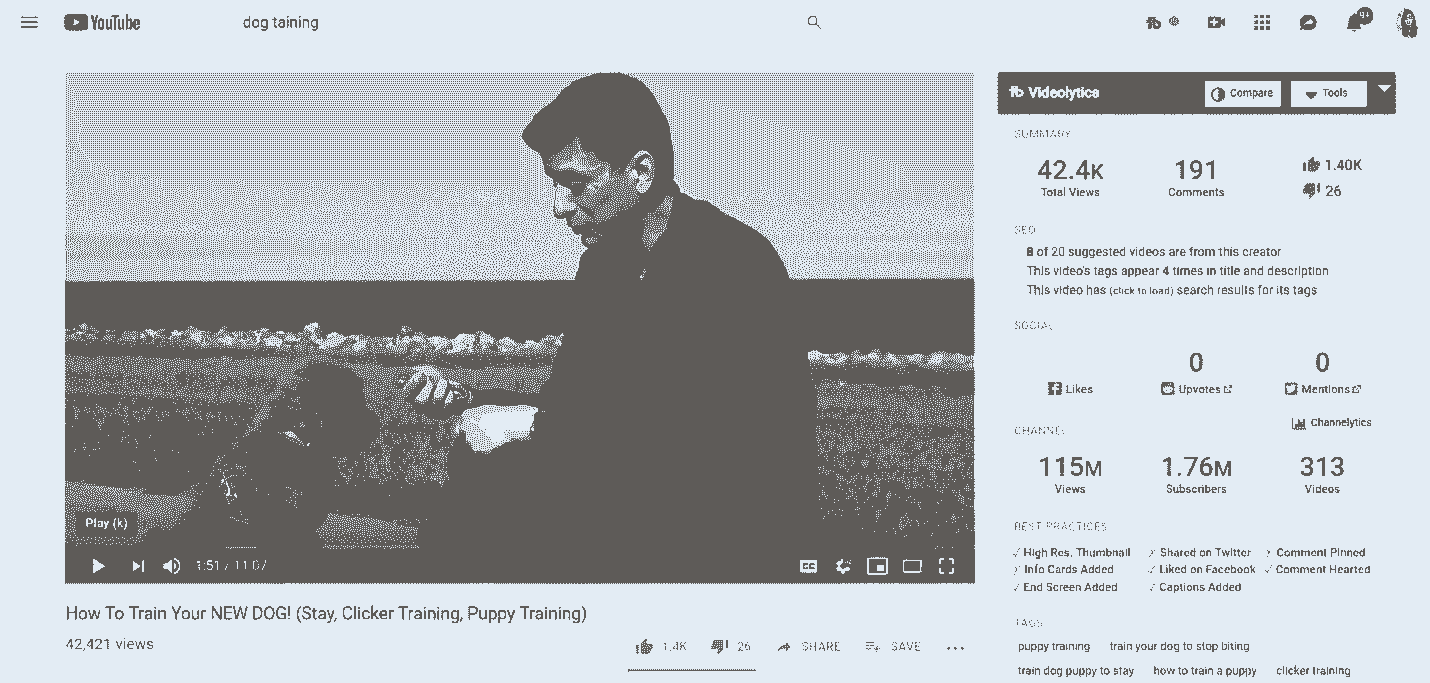 YouTube
dog taining
9+
Videolytics
Compare
Tools
SUMMARY
42.4K 191 1.40K
Total Views Comments 26
SEO
8 of 20 suggested videos are from this creator
This video's tags appear 4 times in title and description
This video has (click to load) search results for its tags
SOCIAL
0 0
Likes Upvotes Mentions
Channelytics
CHANNEL
115M 1.76M 313
Views Subscribers Videos
BEST PRACTICES
High Res. Thumbnail Shared on Twitter Comment Pinned
Info Cards Added Liked on Facebook Comment Hearted
End Screen Added Captions Added
TAGS
puppy training train your dog to stop biting
train dog puppy to stay how to train a puppy clicker training
Play (k)
1:51 / 11:07
CC
How To Train Your NEW DOG! (Stay, Clicker Training, Puppy Training)
42,421 views
1.4K 26 SHARE SAVE